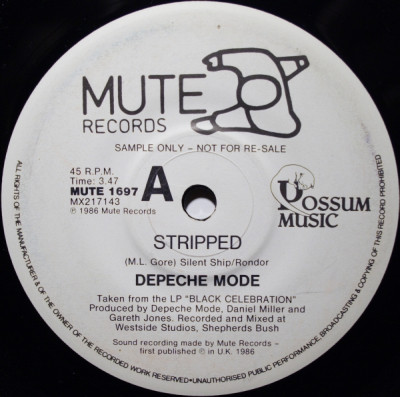 MUTE
RECORDS
SAMPLE ONLY – NOT FOR RE-SALE
45 R.P.M.
Time: 3.47
MUTE 1697
MX217143
℗ 1986 Mute Records
A
Possum
MUSIC
STRIPPED
(M.L. Gore) Silent Ship/Rondor
DEPECHE MODE
Taken from the LP "BLACK CELEBRATION"
Produced by Depeche Mode, Daniel Miller and
Gareth Jones. Recorded and Mixed at
Westside Studios, Shepherds Bush
Sound recording made by Mute Records –
first published ℗ in U.K. 1986
ALL RIGHTS OF THE MANUFACTURER & OF THE OWNER OF THE RECORDED WORK RESERVED•UNAUTHORISED PUBLIC PERFORMANCE, BROADCASTING & COPYING OF THIS RECORD PROHIBITED